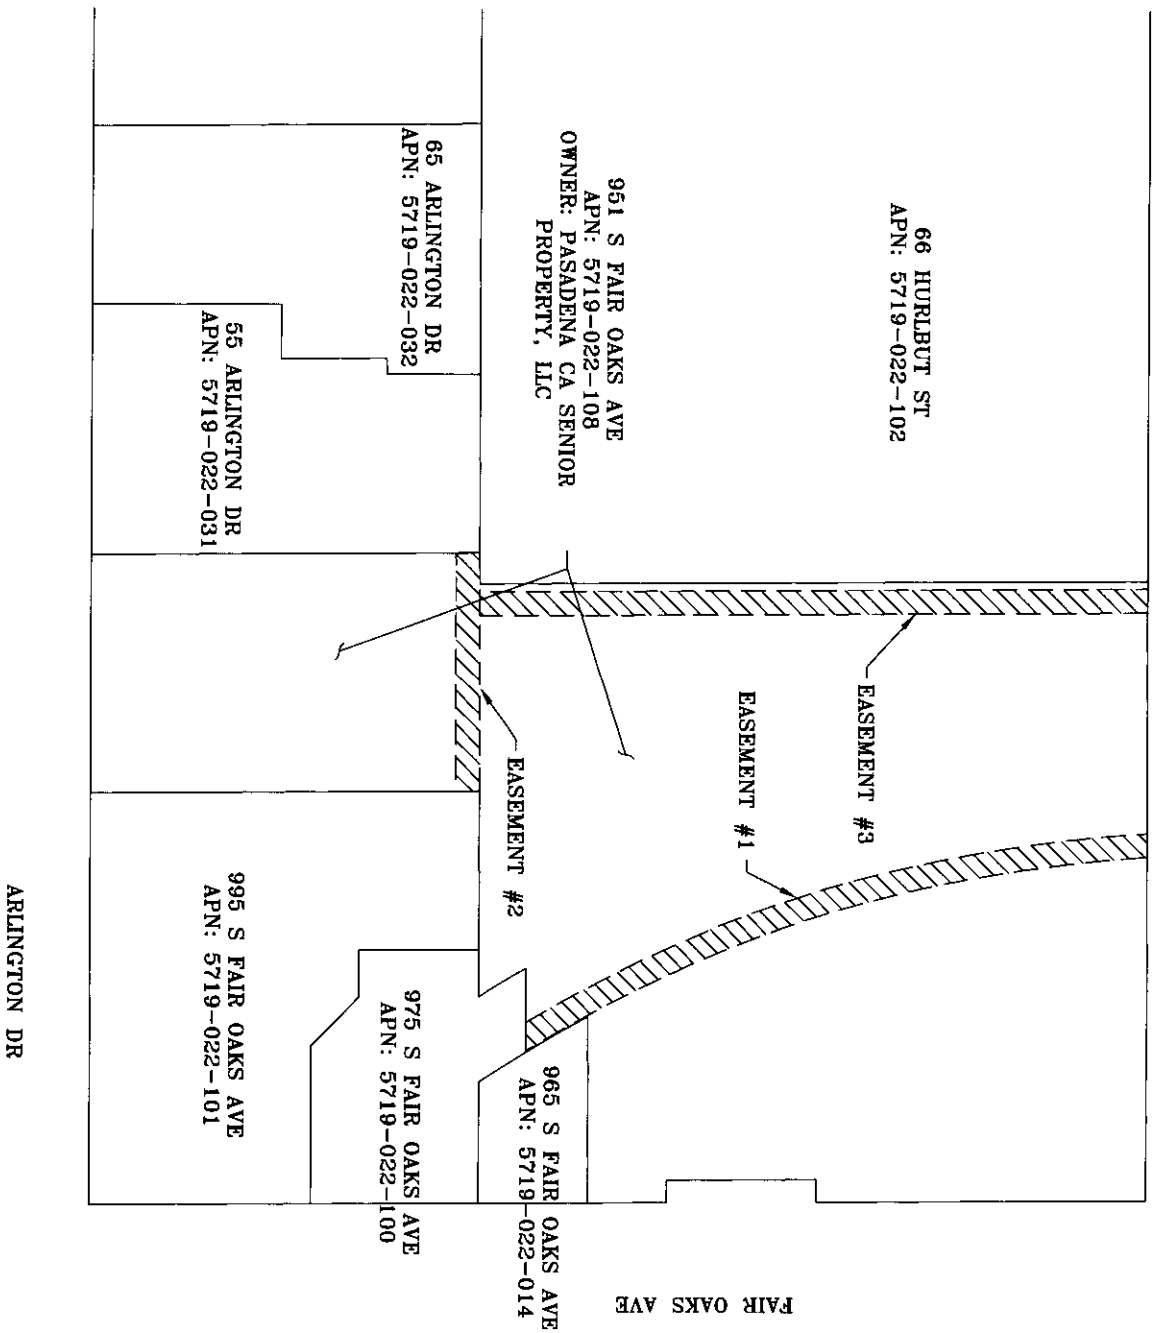 66 HURLBUT ST
APN: 5719-022-102
951 S FAIR OAKS AVE
APN: 5719-022-108
OWNER: PASADENA CA SENIOR
PROPERTY, LLC
65 ARLINGTON DR
APN: 5719-022-032
55 ARLINGTON DR
APN: 5719-022-031
EASEMENT #3
EASEMENT #1
EASEMENT #2
965 S FAIR OAKS AVE
APN: 5719-022-014
975 S FAIR OAKS AVE
APN: 5719-022-100
995 S FAIR OAKS AVE
APN: 5719-022-101
FAIR OAKS AVE
ARLINGTON DR